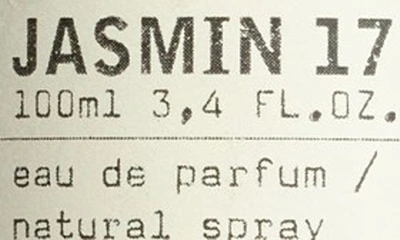 JASMIN 17
100ml 3,4 FL.OZ.
eau de parfum /
natural spray